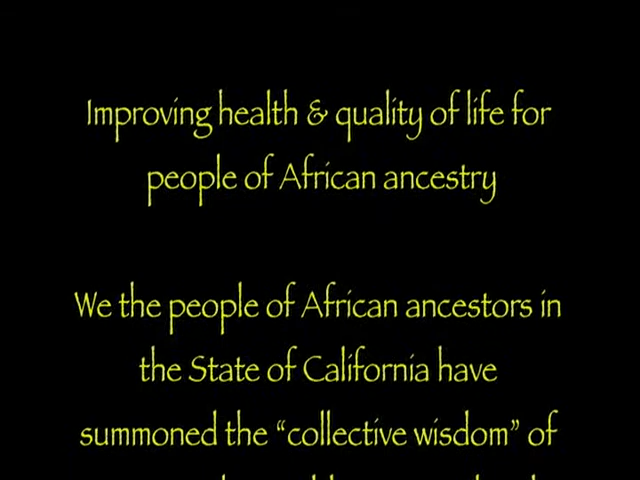 Improving health & quality of life for
people of African ancestry
We the people of African ancestors in
the State of California have
summoned the “collective wisdom” of